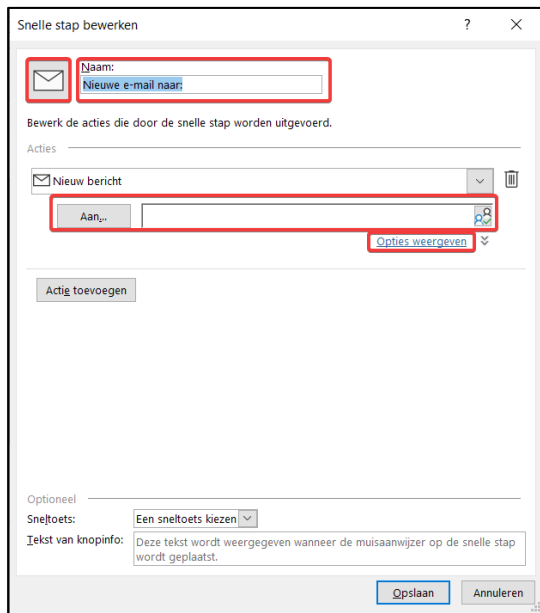 Snelle stap bewerken
Naam:
Nieuwe e-mail naar:
Bewerk de acties die door de snelle stap worden uitgevoerd.
Acties
Nieuw bericht
Aan...
Opties weergeven
Actie toevoegen
Optioneel
Sneltoets:
Een sneltoets kiezen
Tekst van knopinfo:
Deze tekst wordt weergegeven wanneer de muisaanwijzer op de snelle stap
wordt geplaatst.
Opslaan
Annuleren